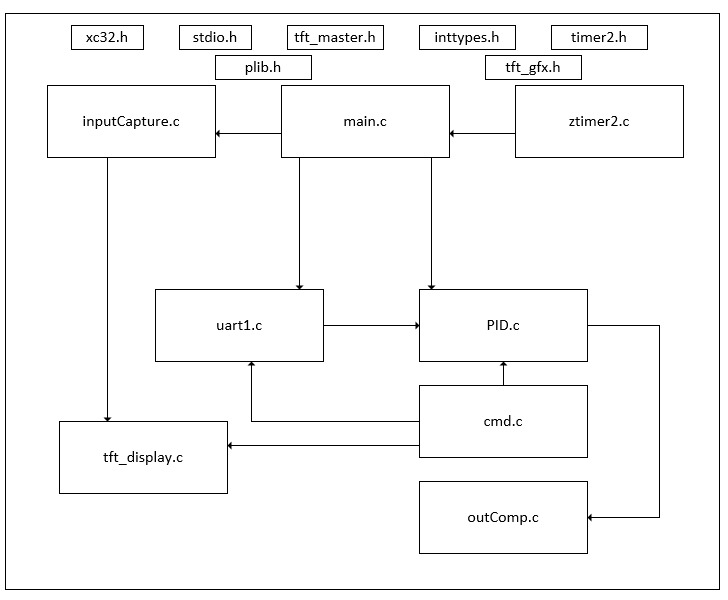 xc32.h
stdio.h
tft_master.h
inttypes.h
timer2.h
plib.h
tft_gfx.h
inputCapture.c
main.c
ztimer2.c
uart1.c
PID.c
cmd.c
tft_display.c
outComp.c